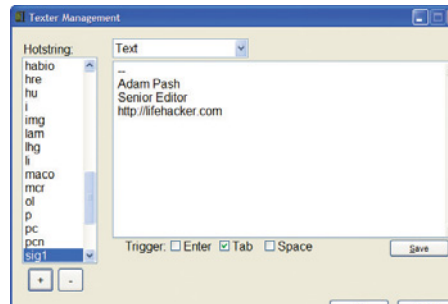 Texter Management
Hotstring:
Text
habio
hre
hu
i
img
lam
lhg
li
maco
mcr
ol
p
pc
pcn
sig1
--
Adam Pash
Senior Editor
http://lifehacker.com
Trigger: Enter Tab Space
Save
+ -